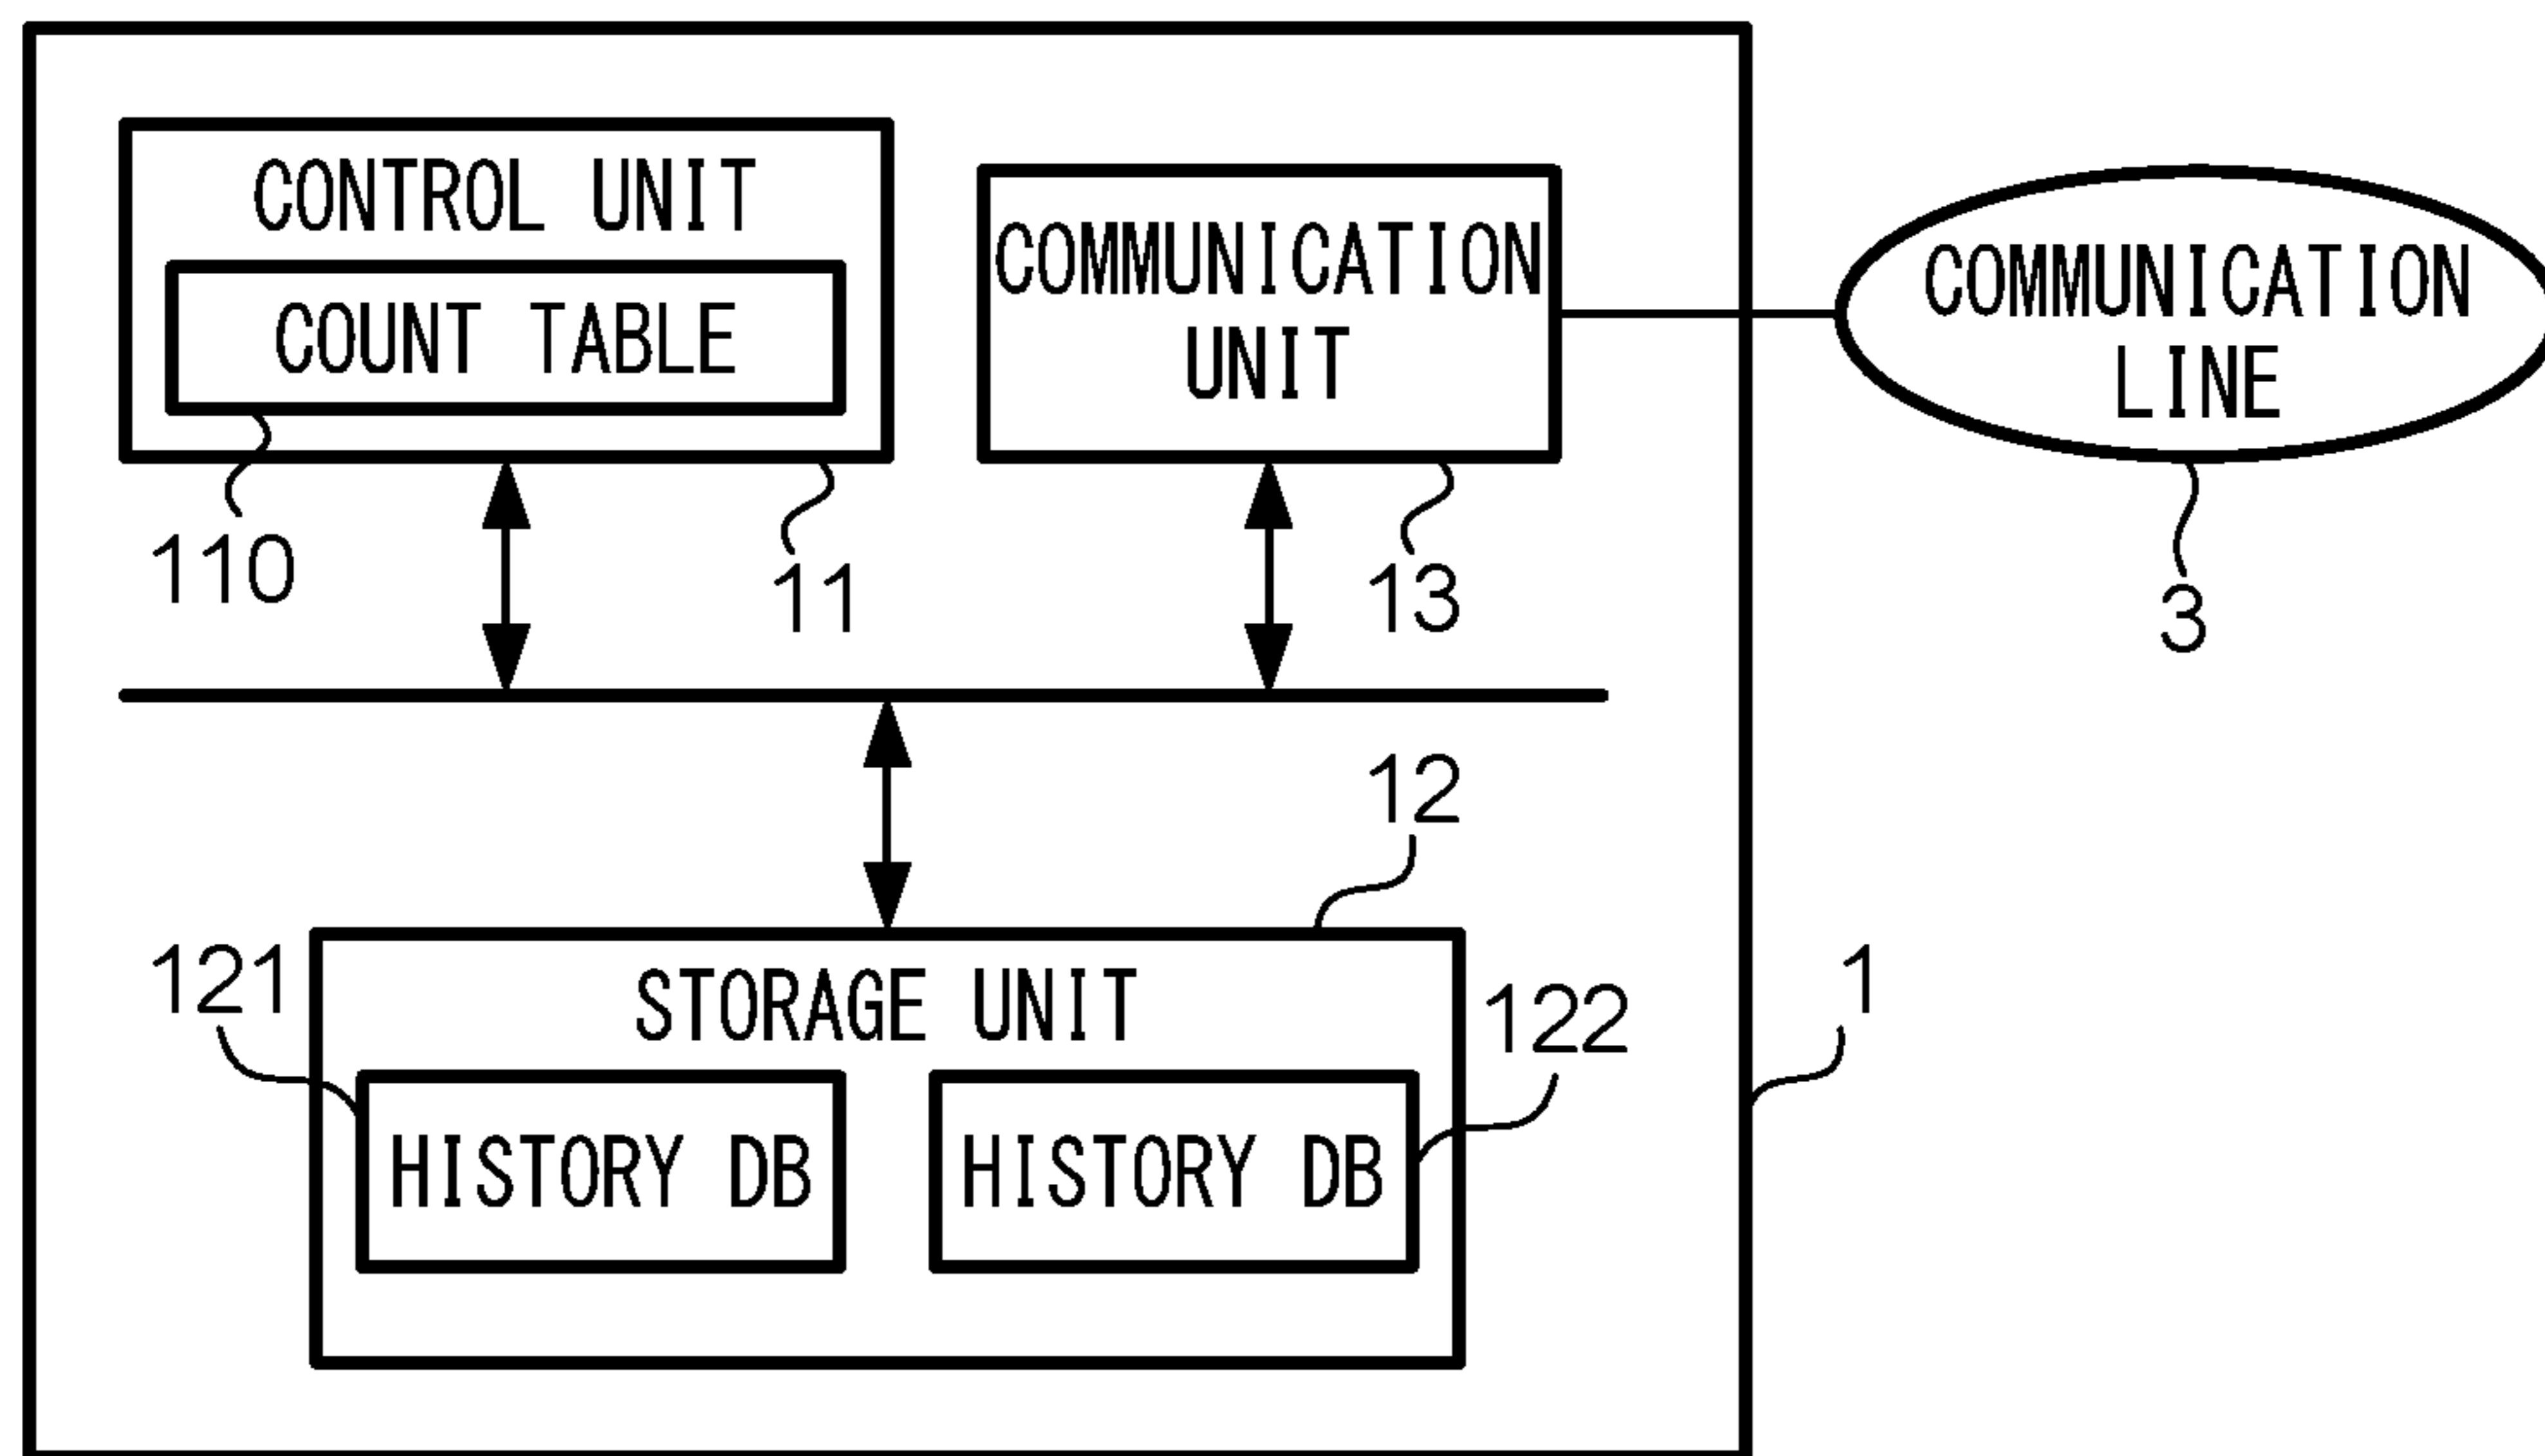 CONTROL UNIT
COUNT TABLE
COMMUNICATION
UNIT
COMMUNICATION
LINE
110
11
13
3
12
121
STORAGE UNIT
122
1
HISTORY DB
HISTORY DB